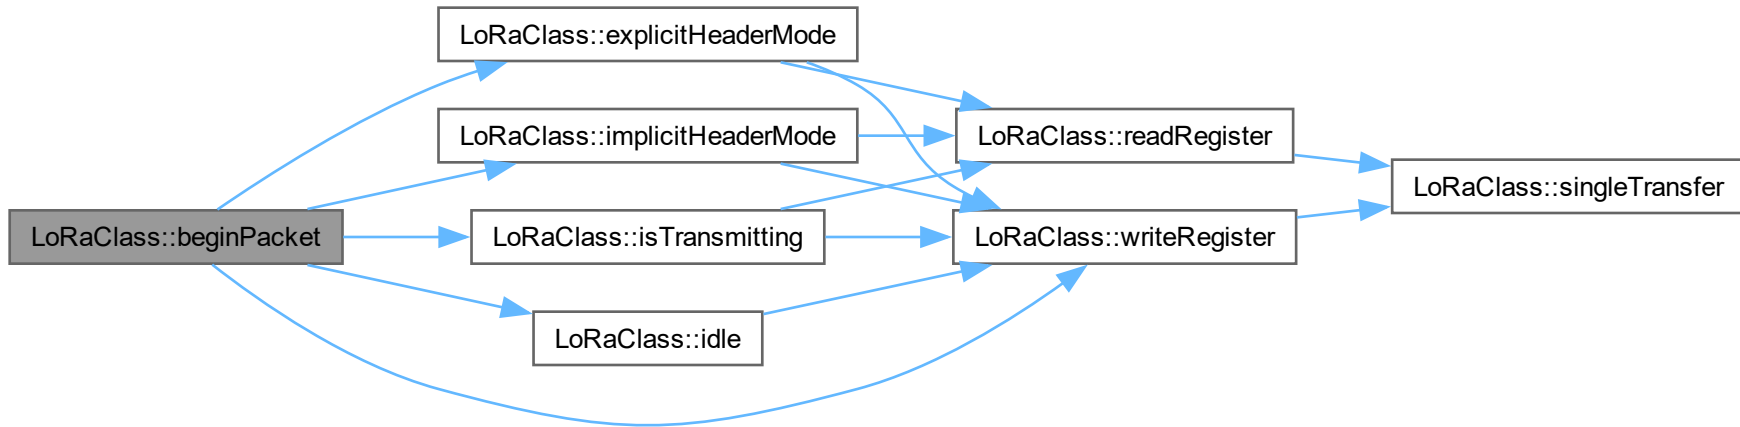 LoRaClass::beginPacket
LoRaClass::explicitHeaderMode
LoRaClass::implicitHeaderMode
LoRaClass::isTransmitting
LoRaClass::idle
LoRaClass::readRegister
LoRaClass::writeRegister
LoRaClass::singleTransfer